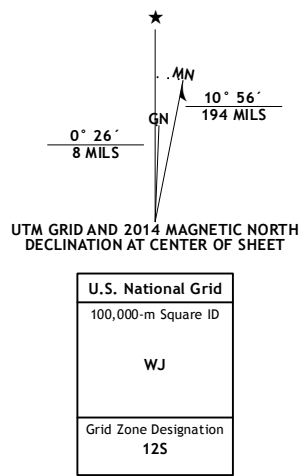 ★
MN
GN
10° 56´
194 MILS
0° 26´
8 MILS
UTM GRID AND 2014 MAGNETIC NORTH
DECLINATION AT CENTER OF SHEET
U.S. National Grid
100,000-m Square ID
WJ
Grid Zone Designation
12S